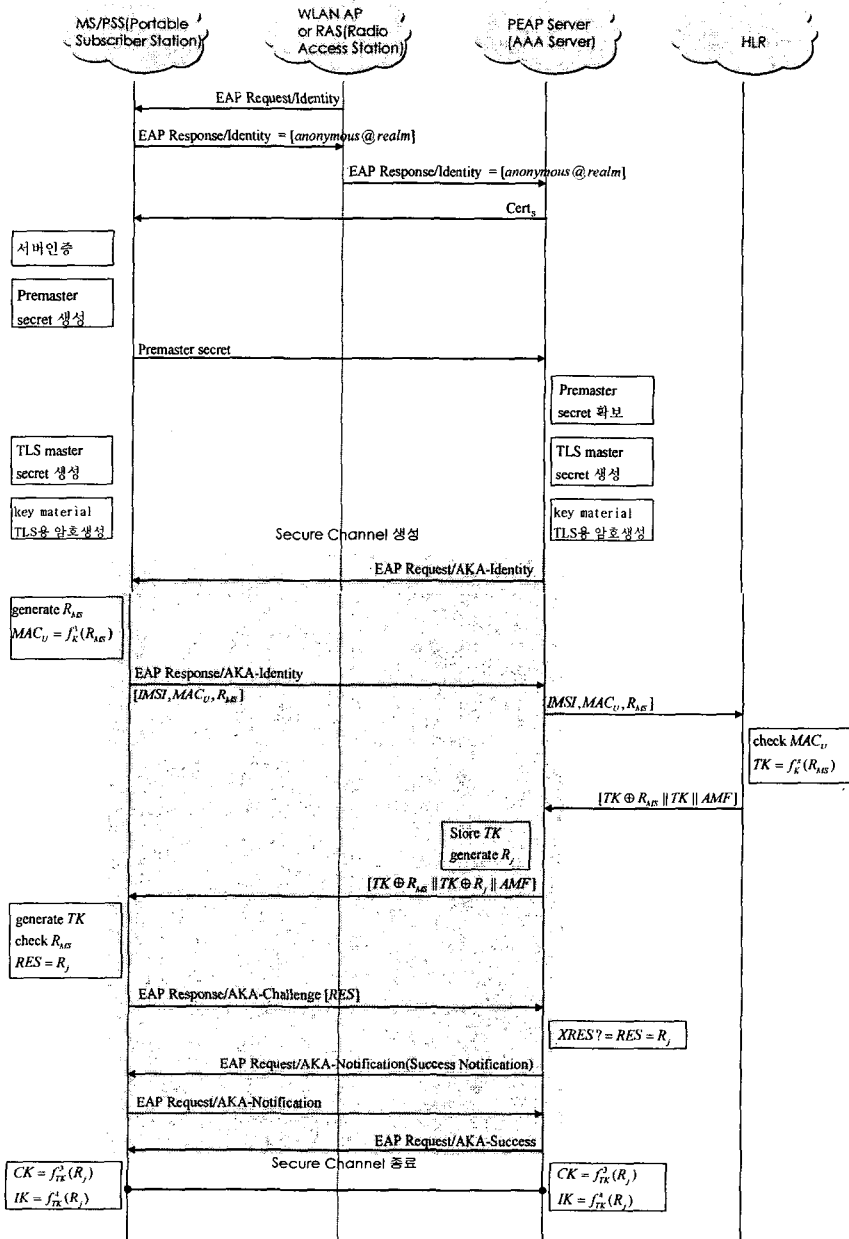 MS/PSS(Portable
Subscriber Station)
WLAN AP
or RAS(Radio
Access Station)
PEAP Server
(AAA Server)
HLR
EAP Request/Identity
EAP Response/Identity = [anonymous@realm]
EAP Response/Identity = [anonymous@realm]
Cert_s
서버인증
Premaster
secret 생성
Premaster secret
Premaster
secret 확보
TLS master
secret 생성
TLS master
secret 생성
key material
TLS용 암호생성
key material
TLS용 암호생성
Secure Channel 생성
EAP Request/AKA-Identity
generate R_MS
MAC_U = f_K^1(R_MS)
EAP Response/AKA-Identity
[IMSI, MAC_U, R_MS]
IMSI, MAC_U, R_MS]
check MAC_U
TK = f_K^x(R_MS)
[TK ⊕ R_MS || TK || AMF]
Store TK
generate R_j
[TK ⊕ R_MS || TK ⊕ R_j || AMF]
generate TK
check R_MS
RES = R_j
EAP Response/AKA-Challenge [RES]
XRES? = RES = R_j
EAP Request/AKA-Notification(Success Notification)
EAP Request/AKA-Notification
EAP Request/AKA-Success
Secure Channel 종료
CK = f_TK^3(R_j)
IK = f_TK^4(R_j)
CK = f_TK^3(R_j)
IK = f_TK^4(R_j)